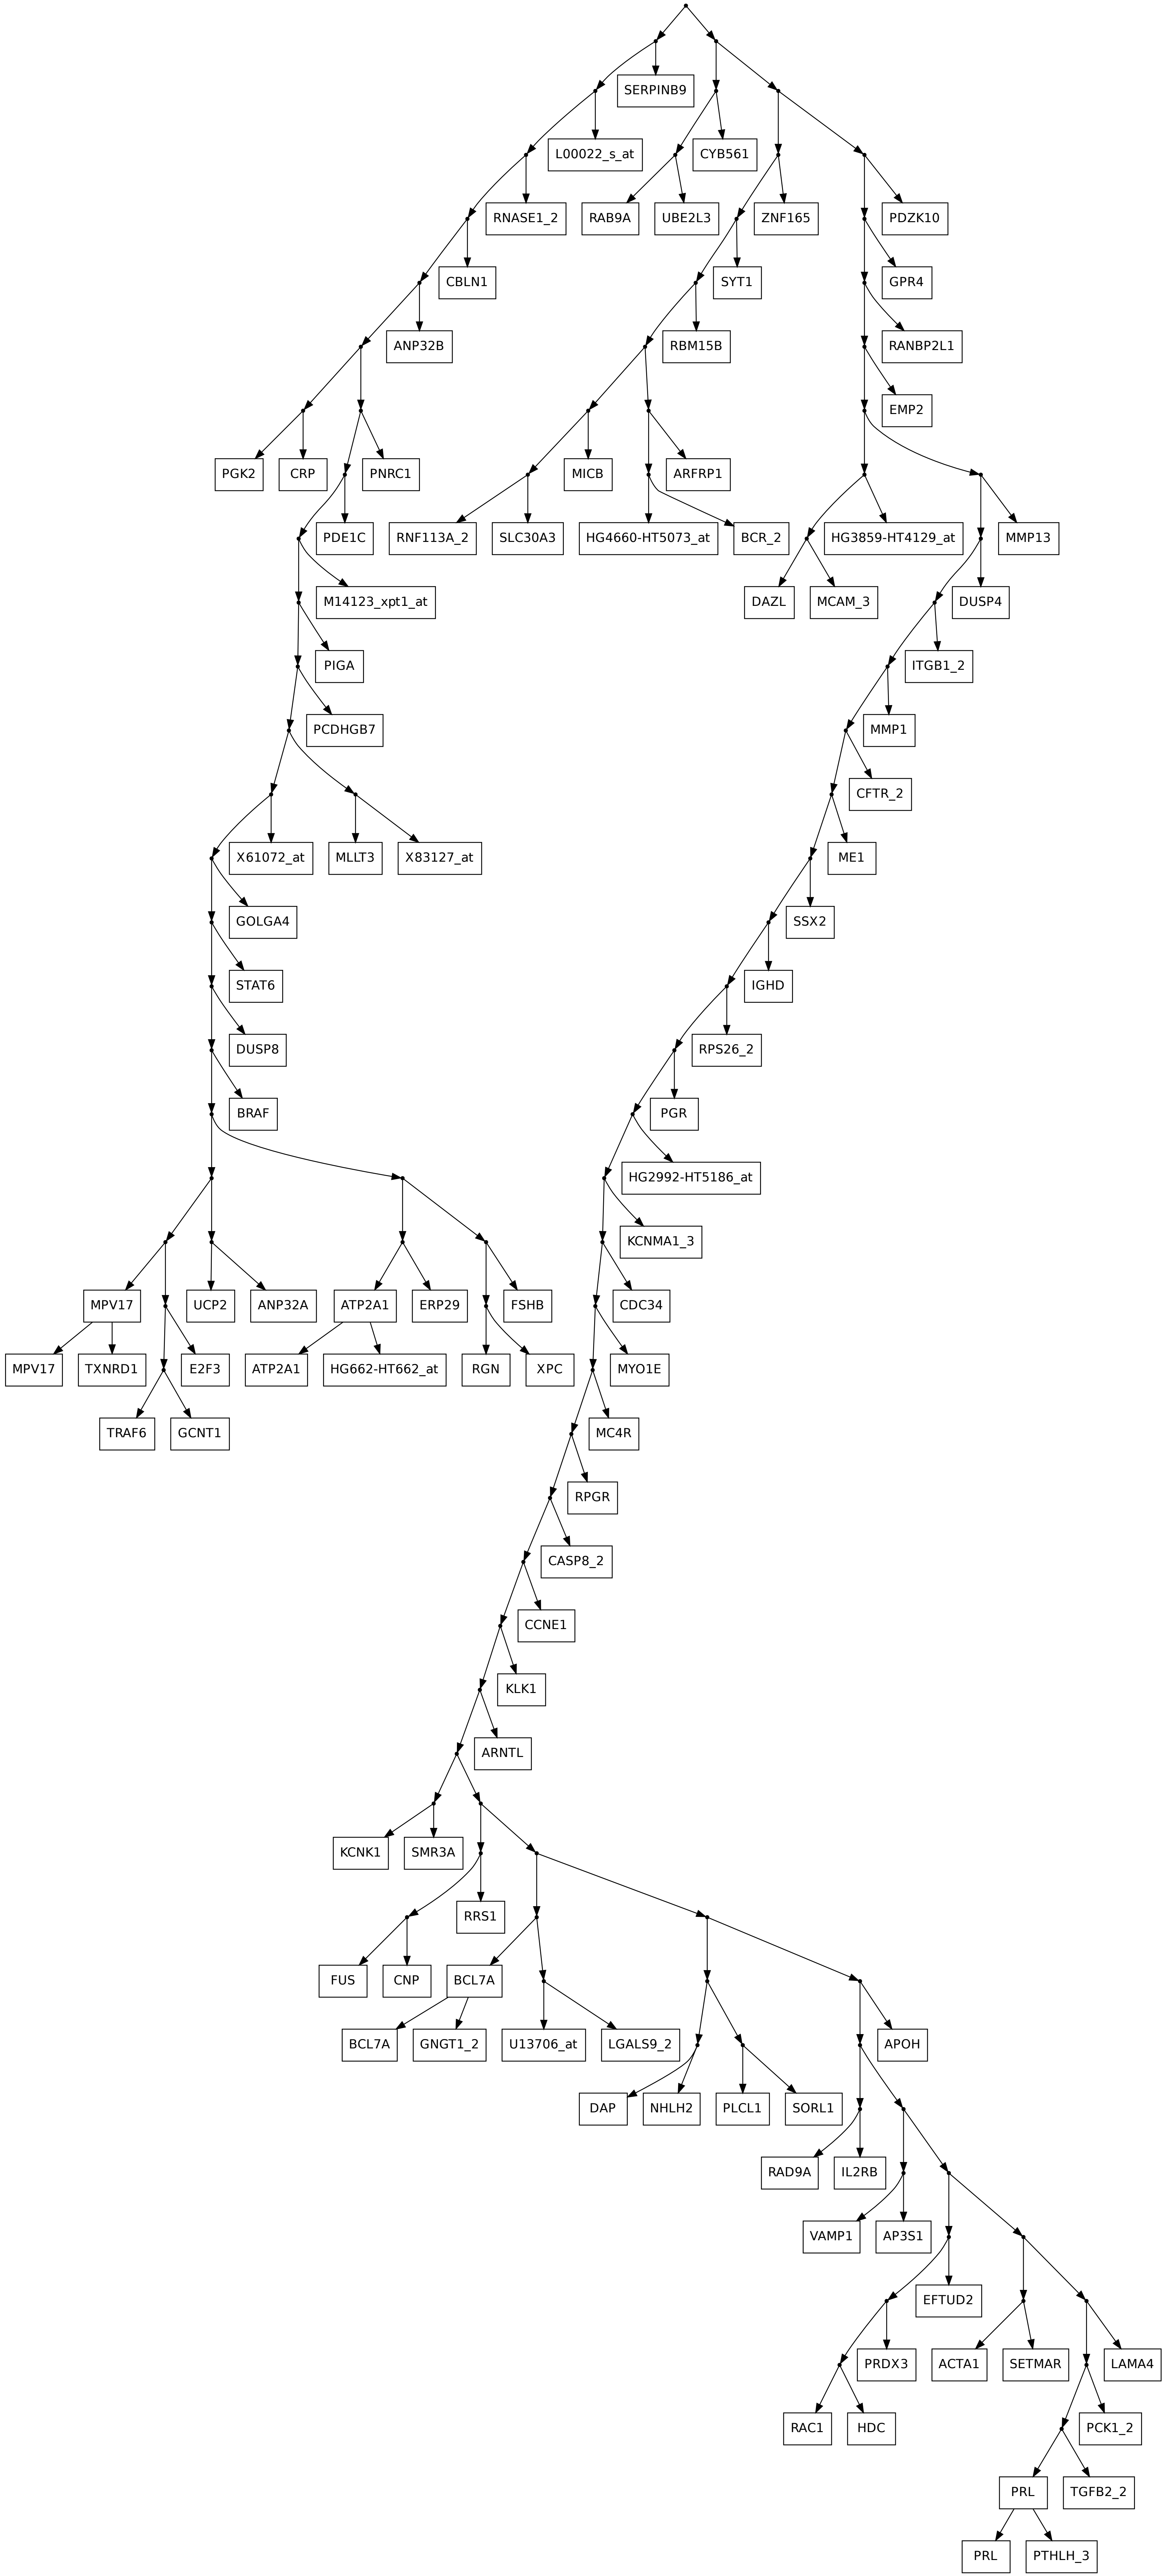 SERPINB9
L00022_s_at
CYB561
RNASE1_2
RAB9A
UBE2L3
ZNF165
PDZK10
CBLN1
SYT1
GPR4
ANP32B
RBM15B
RANBP2L1
EMP2
PGK2
CRP
PNRC1
MICB
ARFRP1
PDE1C
RNF113A_2
SLC30A3
HG4660-HT5073_at
BCR_2
HG3859-HT4129_at
MMP13
M14123_xpt1_at
DAZL
MCAM_3
DUSP4
PIGA
ITGB1_2
PCDHGB7
MMP1
CFTR_2
X61072_at
MLLT3
X83127_at
ME1
GOLGA4
SSX2
STAT6
IGHD
DUSP8
RPS26_2
BRAF
PGR
HG2992-HT5186_at
KCNMA1_3
MPV17
UCP2
ANP32A
ATP2A1
ERP29
FSHB
CDC34
MPV17
TXNRD1
E2F3
ATP2A1
HG662-HT662_at
RGN
XPC
MYO1E
TRAF6
GCNT1
MC4R
RPGR
CASP8_2
CCNE1
KLK1
ARNTL
KCNK1
SMR3A
RRS1
FUS
CNP
BCL7A
BCL7A
GNGT1_2
U13706_at
LGALS9_2
APOH
DAP
NHLH2
PLCL1
SORL1
RAD9A
IL2RB
VAMP1
AP3S1
EFTUD2
PRDX3
ACTA1
SETMAR
LAMA4
RAC1
HDC
PCK1_2
PRL
TGFB2_2
PRL
PTHLH_3